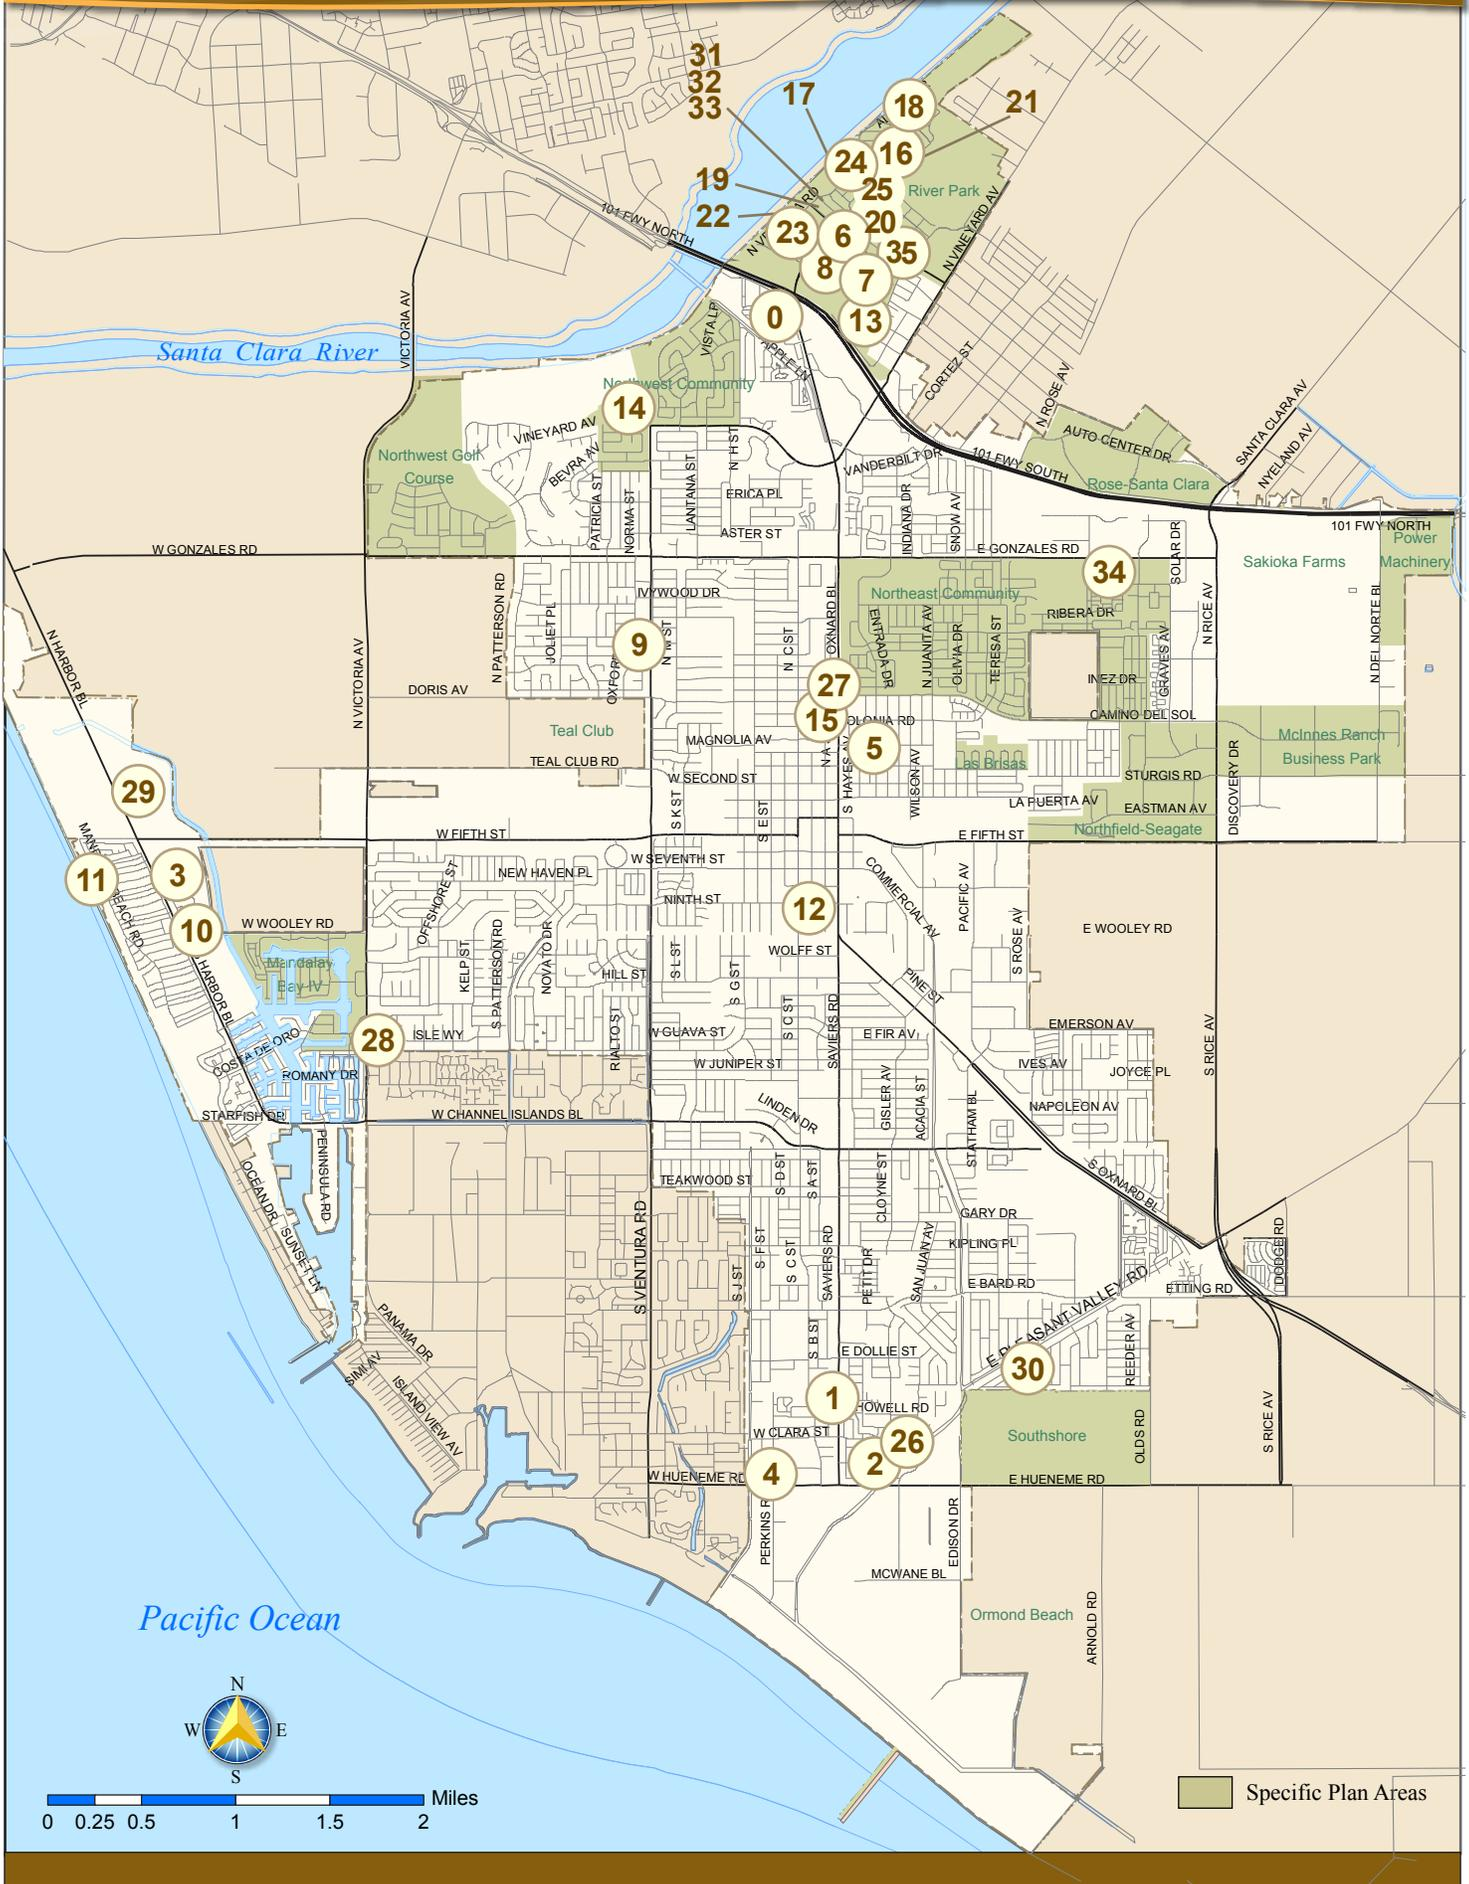 31
32
33
17
18
21
24
16
19
25
River Park
22
23
6
20
35
8
7
0
13
101 FWY NORTH
N VINEYARD AV
VICTORIA AV
Santa Clara River
VISTA LP
APPLE LN
CORTEZ ST
N ROSE AV
Northwest Community
14
SANTA CLARA AV
NYELAND AV
VINEYARD AV
BEVRA AV
AUTO CENTER DR
Northwest Golf
Course
N H ST
VANDERBILT DR
101 FWY SOUTH
Rose-Santa Clara
PATRICIA ST
NORMA ST
LANTANA ST
ERICA PL
ASTER ST
INDIANA DR
SNOW AV
101 FWY NORTH
Power
Machinery
W GONZALES RD
E GONZALES RD
SOLAR DR
Sakioka Farms
34
N PATTERSON RD
IVYWOOD DR
Northeast Community
RIBERA DR
N RICE AV
N DEL NORTE BL
N HARBOR BL
N VICTORIA AV
JOLIET PL
9
N M ST
N C ST
OXNARD BL
ENTRADA DR
N JUANITA AV
OLIVIA DR
TERESA ST
GRAVES AV
DORIS AV
27
INEZ DR
15
CAMINO DEL SOL
Teal Club
MAGNOLIA AV
5
Las Brisas
McInnes Ranch
Business Park
TEAL CLUB RD
W SECOND ST
STURGIS RD
29
S K ST
S E ST
S HAYES AV
WILSON AV
LA PUERTA AV
EASTMAN AV
DISCOVERY DR
W FIFTH ST
E FIFTH ST
Northfield-Seagate
11
3
W SEVENTH ST
NEW HAVEN PL
COMMERCIAL AV
PACIFIC AV
NINTH ST
12
10
W WOOLEY RD
OFFSHORE ST
WOLFF ST
S ROSE AV
E WOOLEY RD
Mandalay
Bay IV
KELP ST
S PATTERSON RD
NOVATO DR
HILL ST
S L ST
S G ST
PINE ST
HARBOR BL
28
ISLE WY
RIALTO ST
W GUAVA ST
S C ST
SAVIERS RD
E FIR AV
EMERSON AV
S RICE AV
COSTA DE ORO
ROMANY DR
W JUNIPER ST
IVES AV
JOYCE PL
STARFISH DR
W CHANNEL ISLANDS BL
LINDEN DR
GISLER AV
ACACIA ST
STATHAM BL
NAPOLEON AV
PENINSULA RD
OCEAN DR
TEAKWOOD ST
S D ST
S A ST
CLOYNE ST
S OXNARD BL
SUNSET LN
S VENTURA RD
GARY DR
S F ST
S C ST
SAVIERS RD
KIPLING PL
DODGE RD
S J ST
PETIT DR
SAN JUAN AV
E BARD RD
ETTING RD
PANAMA DR
S B ST
E DOLLIE ST
REEDER AV
SIMI AV
30
ISLAND VIEW AV
1
HOWELL RD
S RICE AV
W CLARA ST
26
Southshore
OLDS RD
W HUENEME RD
4
2
E HUENEME RD
EDISON DR
MCWANE BL
Pacific Ocean
Ormond Beach
ARNOLD RD
N
W E
S
Miles
0 0.25 0.5 1 1.5 2
Specific Plan Areas